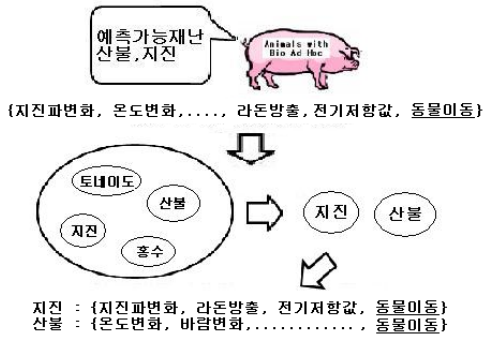 예측가능재난
산불,지진
Animals with
Bio Ad Hoc
{지진파변화, 온도변화,...., 라돈방출,전기저항값, 동물이동}
토네이도
산불
지진
홍수
지진
산불
지진 : {지진파변화, 라돈방출, 전기저항값, 동물이동}
산불 : {온도변화, 바람변화,............ , 동물이동}